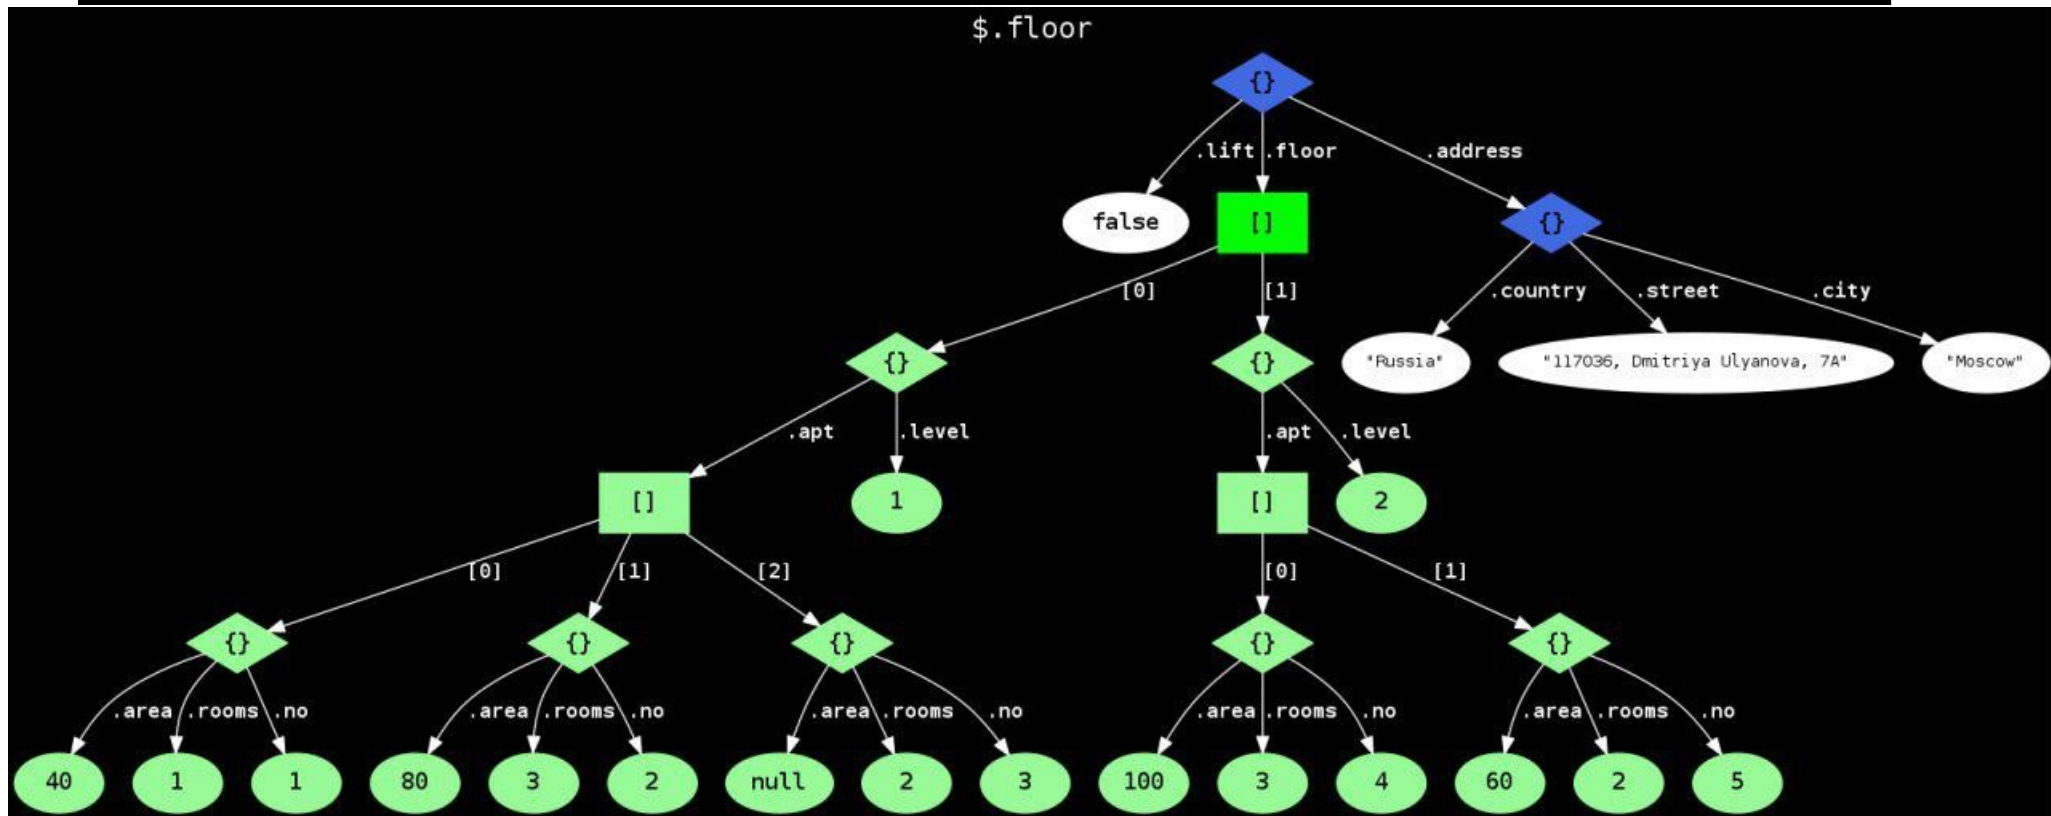 $.floor
{}
.lift .floor .address
false [] {}
[0] [1] .country .street .city
{} {} "Russia" "117036, Dmitriya Ulyanova, 7A" "Moscow"
.apt .level .apt .level
[] 1 [] 2
[0] [1] [2] [0] [1]
{} {} {} {} {}
.area .rooms .no .area .rooms .no .area .rooms .no .area .rooms .no .area .rooms .no
40 1 1 80 3 2 null 2 3 100 3 4 60 2 5